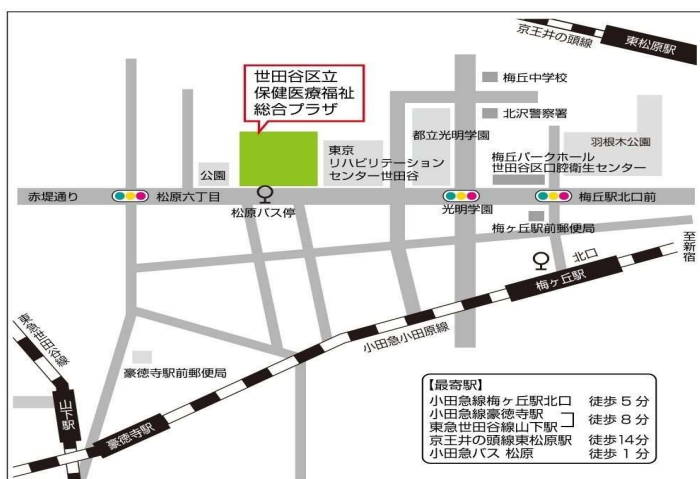 京王井の頭線
東松原駅
世田谷区立
保健医療福祉
総合プラザ
梅丘中学校
北沢警察署
都立光明学園
羽根木公園
東京
リハビリテーション
センター世田谷
公園
梅丘パークホール
世田谷区口腔衛生センター
赤堤通り
松原六丁目
松原バス停
光明学園
梅丘駅北口前
梅ヶ丘駅前郵便局
至新宿
北口
梅ヶ丘駅
小田急小田原線
東急世田谷線
豪徳寺駅前郵便局
山下駅
豪徳寺駅
【最寄駅】
小田急線梅ヶ丘駅北口 徒歩 5 分
小田急線豪徳寺駅
東急世田谷線山下駅 徒歩 8 分
京王井の頭線東松原駅 徒歩14分
小田急バス 松原 徒歩 1 分